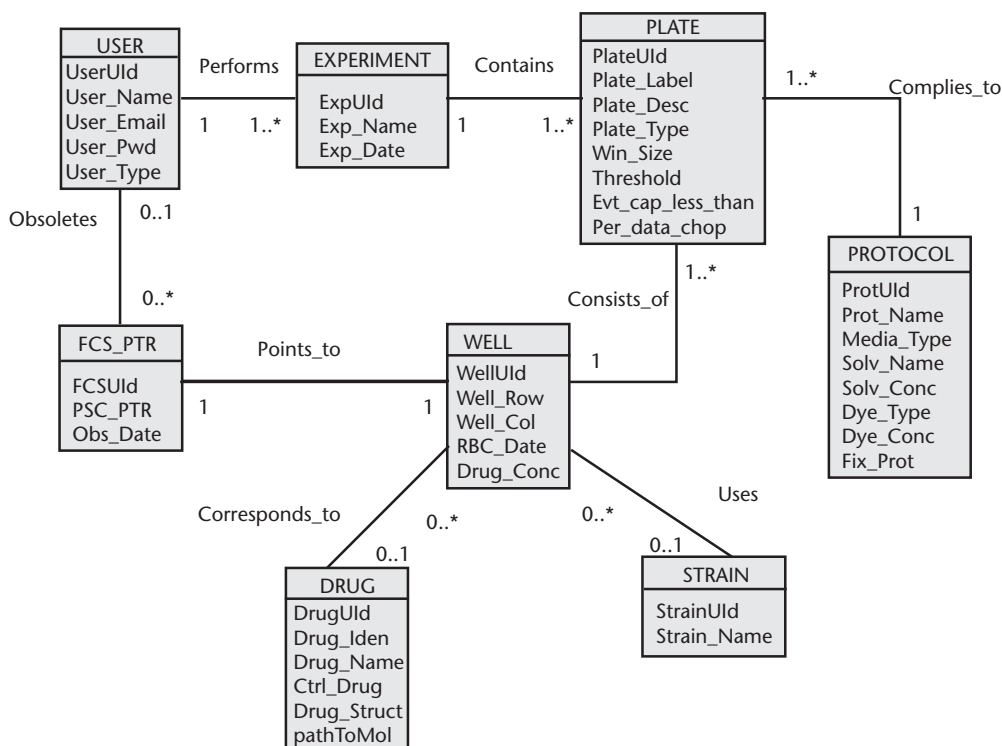 USER
UserUId
User_Name
User_Email
User_Pwd
User_Type
Performs
1
1..*
EXPERIMENT
ExpUId
Exp_Name
Exp_Date
Contains
1
1..*
PLATE
PlateUId
Plate_Label
Plate_Desc
Plate_Type
Win_Size
Threshold
Evt_cap_less_than
Per_data_chop
1..*
Complies_to
1
PROTOCOL
ProtUId
Prot_Name
Media_Type
Solv_Name
Solv_Conc
Dye_Type
Dye_Conc
Fix_Prot
Obsoletes
0..1
0..*
FCS_PTR
FCSUId
PSC_PTR
Obs_Date
Points_to
1
1
WELL
WellUId
Well_Row
Well_Col
RBC_Date
Drug_Conc
Consists_of
1..*
1
Corresponds_to
0..*
0..1
DRUG
DrugUId
Drug_Iden
Drug_Name
Ctrl_Drug
Drug_Struct
pathToMol
Uses
0..*
0..1
STRAIN
StrainUId
Strain_Name